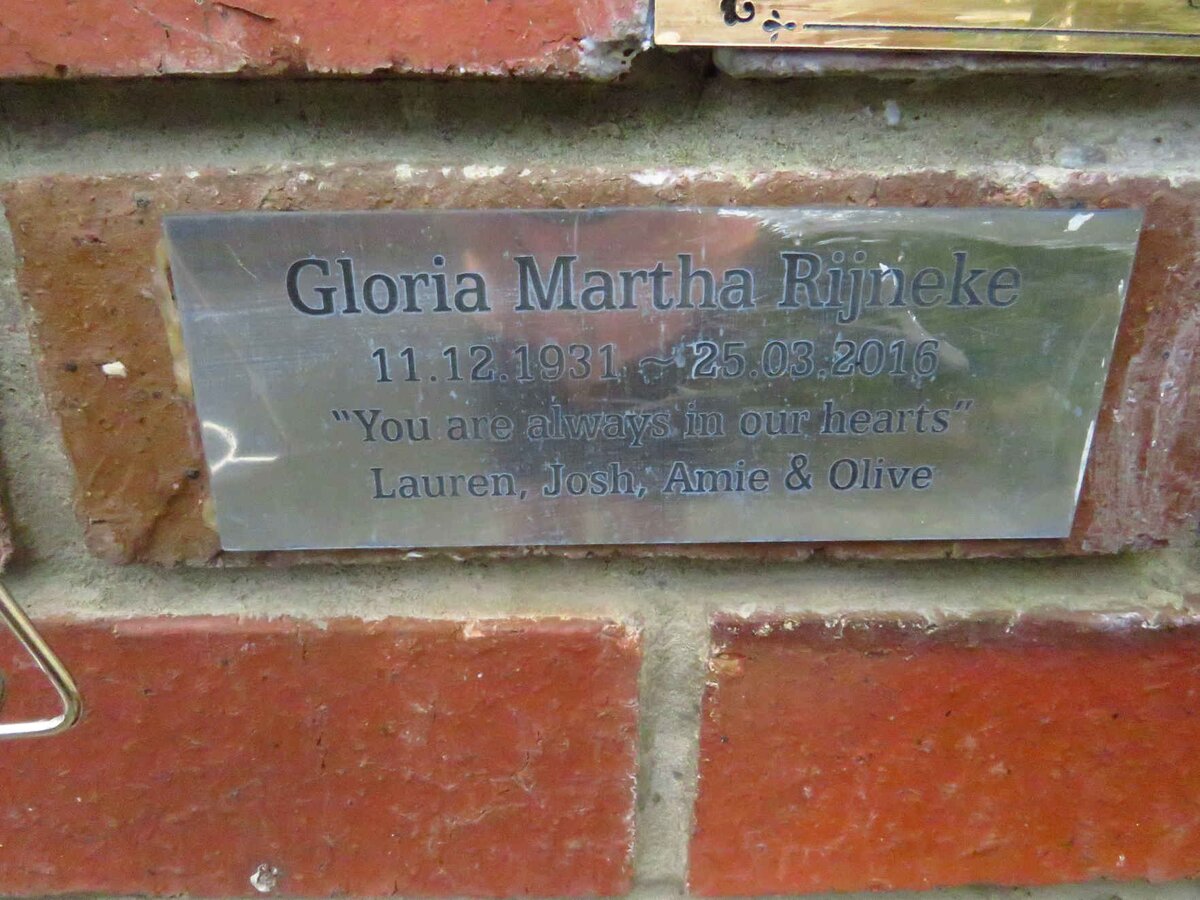 Gloria Martha Rijneke
11.12.1931 ~ 25.03.2016
"You are always in our hearts"
Lauren, Josh, Amie & Olive